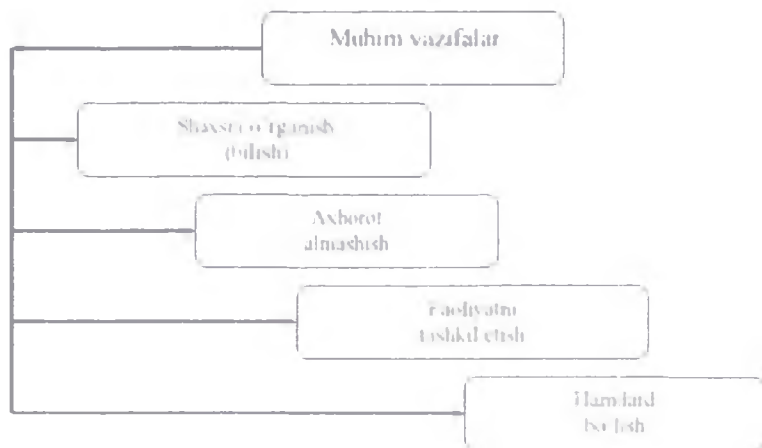 Muhim vazifalar
Shaxsni o'rganish
(bilish)
Axborot
almashish
Faoliyatni
tashkil etish
Hamdard
bo'lish